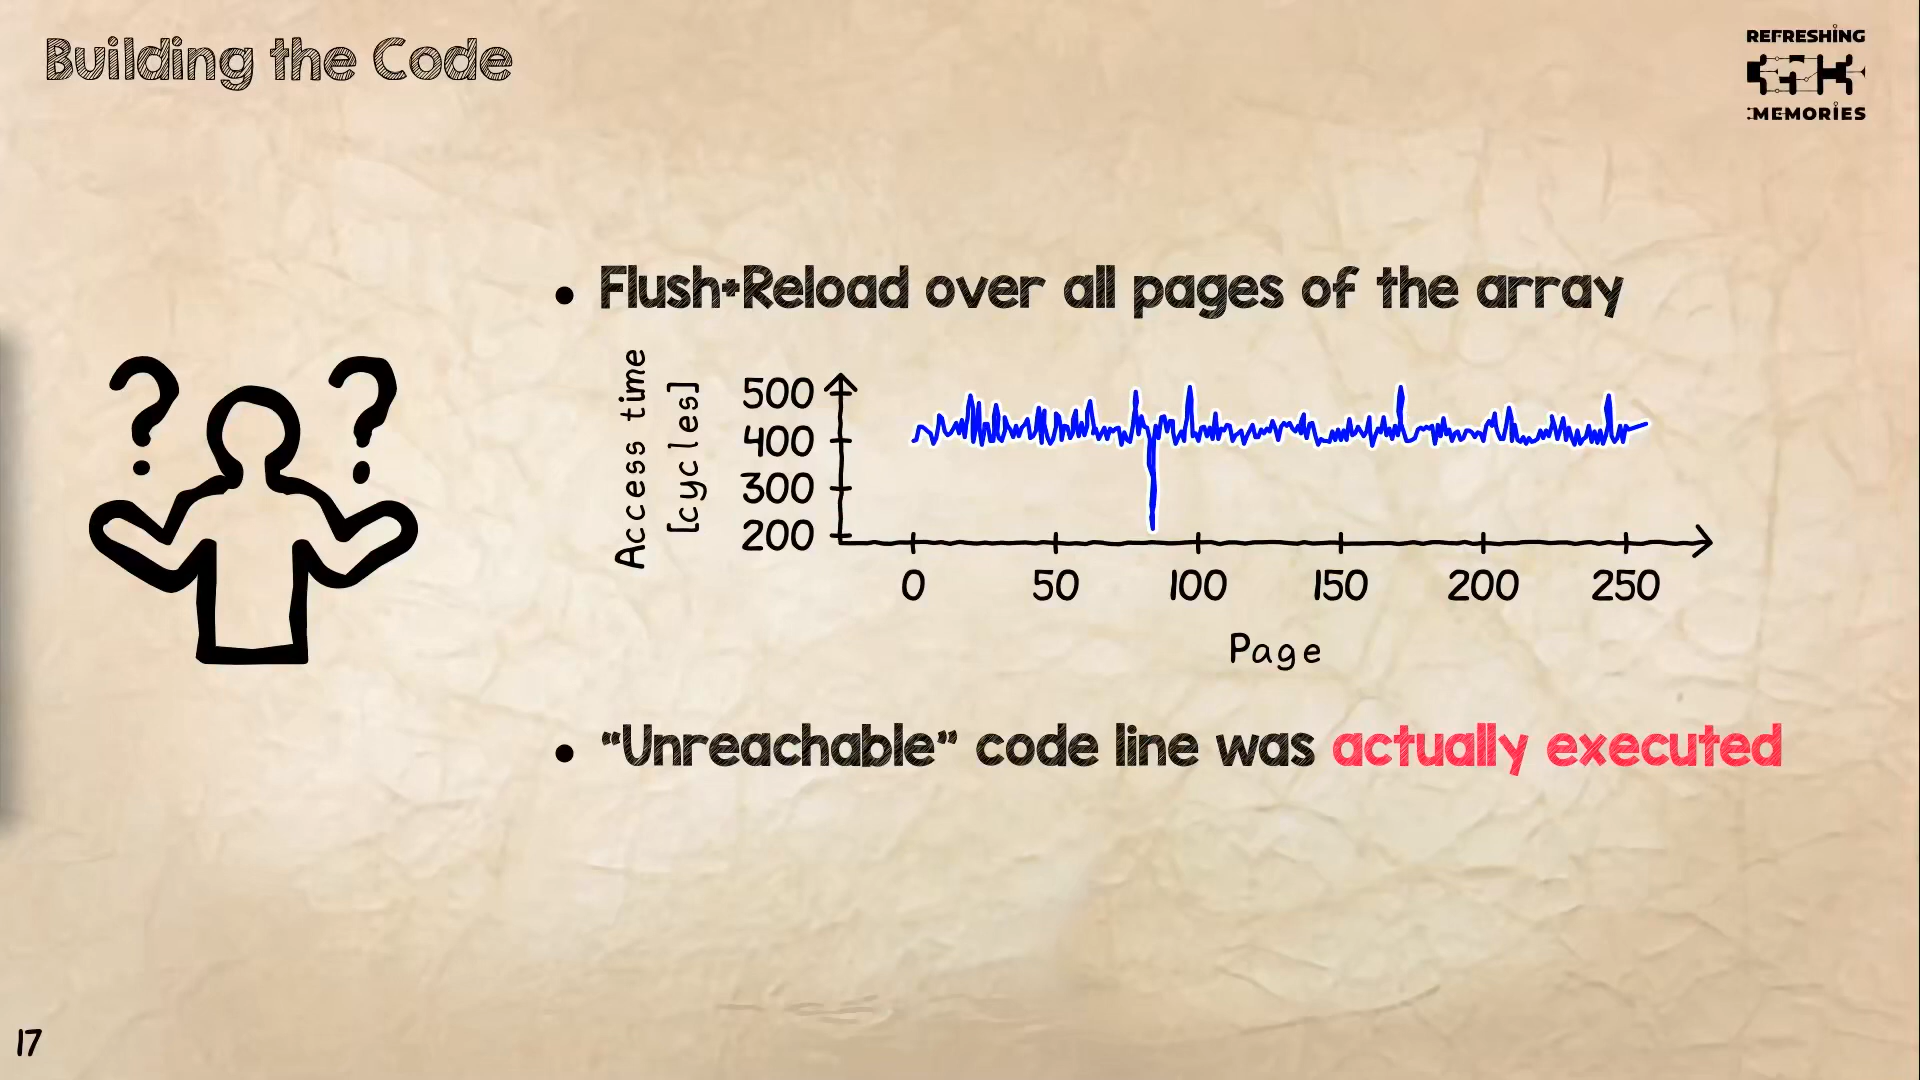 Building the Code
REFRESHING
MEMORIES
• Flush+Reload over all pages of the array
Access time
[cycles]
500
400
300
200
0 50 100 150 200 250
Page
? ?
• “Unreachable” code line was actually executed
17